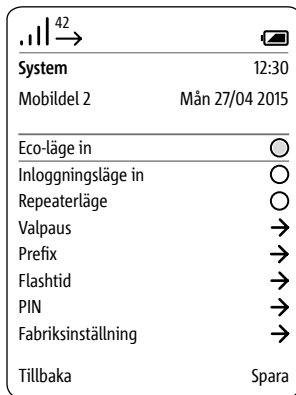 42
System 12:30
Mobildel 2 Mån 27/04 2015
Eco-läge in
Inloggningsläge in
Repeaterläge
Valpaus
Prefix
Flashtid
PIN
Fabriksinställning
Tillbaka Spara